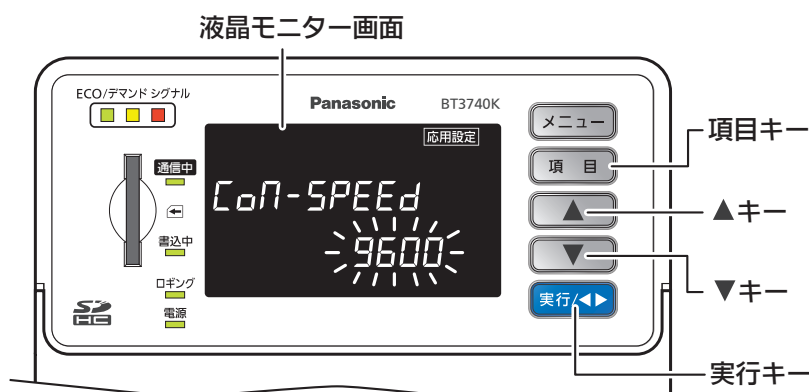 液晶モニター画面
ECO/デマンド シグナル
Panasonic BT3740K
メニュー
応用設定
項目キー
通信中
項 目
CoM-SPEEd
▲キー
書込中
9600
▼キー
ロギング
実行/◀▶
SDHC
電源
実行キー